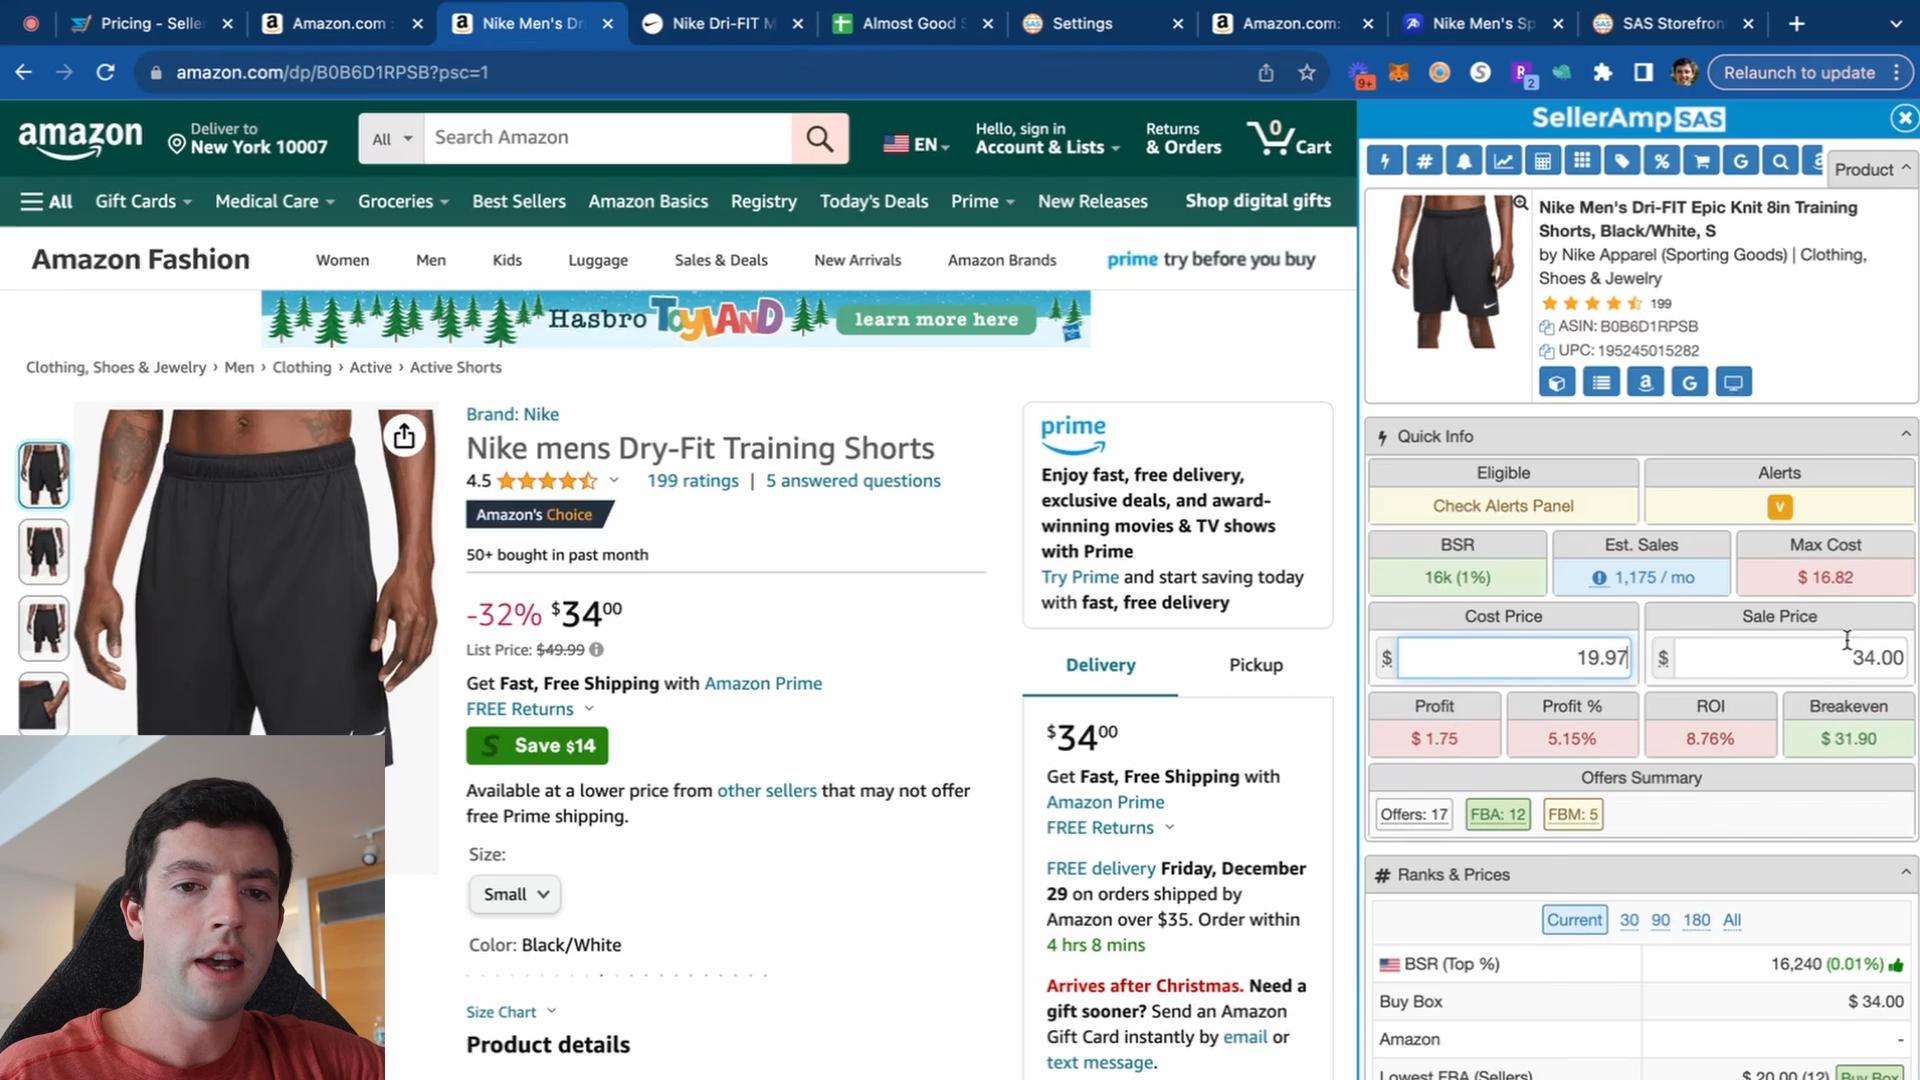 Pricing - Selle
Amazon.com :
Nike Men's Dr
Nike Dri-FIT M
Almost Good S
Settings
Amazon.com:
Nike Men's Sp
SAS Storefron
amazon.com/dp/B0B6D1RPSB?psc=1
9+
2
Relaunch to update
amazon
Deliver to
New York 10007
All
Search Amazon
EN
Hello, sign in
Account & Lists
Returns
& Orders
0
Cart
All
Gift Cards
Medical Care
Groceries
Best Sellers
Amazon Basics
Registry
Today's Deals
Prime
New Releases
Shop digital gifts
Amazon Fashion
Women
Men
Kids
Luggage
Sales & Deals
New Arrivals
Amazon Brands
prime try before you buy
Hasbro TOYLAND
learn more here
Clothing, Shoes & Jewelry › Men › Clothing › Active › Active Shorts
Brand: Nike
Nike mens Dry-Fit Training Shorts
4.5
199 ratings | 5 answered questions
Amazon's Choice
50+ bought in past month
-32% $3400
List Price: $49.99
Get Fast, Free Shipping with Amazon Prime
FREE Returns
S Save $14
Available at a lower price from other sellers that may not offer
free Prime shipping.
Size:
Small
Color: Black/White
Size Chart
Product details
prime
Enjoy fast, free delivery,
exclusive deals, and award-
winning movies & TV shows
with Prime
Try Prime and start saving today
with fast, free delivery
Delivery
Pickup
$3400
Get Fast, Free Shipping with
Amazon Prime
FREE Returns
FREE delivery Friday, December
29 on orders shipped by
Amazon over $35. Order within
4 hrs 8 mins
Arrives after Christmas. Need a
gift sooner? Send an Amazon
Gift Card instantly by email or
text message.
SellerAmp SAS
Product
Nike Men's Dri-FIT Epic Knit 8in Training
Shorts, Black/White, S
by Nike Apparel (Sporting Goods) | Clothing,
Shoes & Jewelry
199
ASIN: B0B6D1RPSB
UPC: 195245015282
Quick Info
Eligible
Alerts
Check Alerts Panel
V
BSR
Est. Sales
Max Cost
16k (1%)
1,175 / mo
$ 16.82
Cost Price
Sale Price
$ 19.97
$ 34.00
Profit
Profit %
ROI
Breakeven
$ 1.75
5.15%
8.76%
$ 31.90
Offers Summary
Offers: 17
FBA: 12
FBM: 5
# Ranks & Prices
Current
30
90
180
All
BSR (Top %)
16,240 (0.01%)
Buy Box
$ 34.00
Amazon
-
Lowest FBA (Sellers)
$ 20.00 (12)
Buy Box